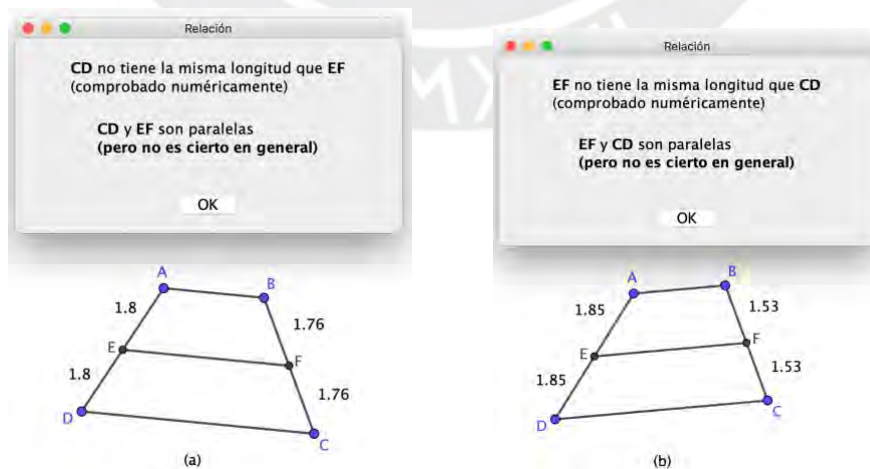 Relación
CD no tiene la misma longitud que EF
(comprobado numéricamente)
CD y EF son paralelas
(pero no es cierto en general)
OK
A
B
1.8
1.76
E
F
1.8
1.76
D
C
(a)
Relación
EF no tiene la misma longitud que CD
(comprobado numéricamente)
EF y CD son paralelas
(pero no es cierto en general)
OK
A
B
1.85
1.53
E
F
1.85
1.53
D
C
(b)